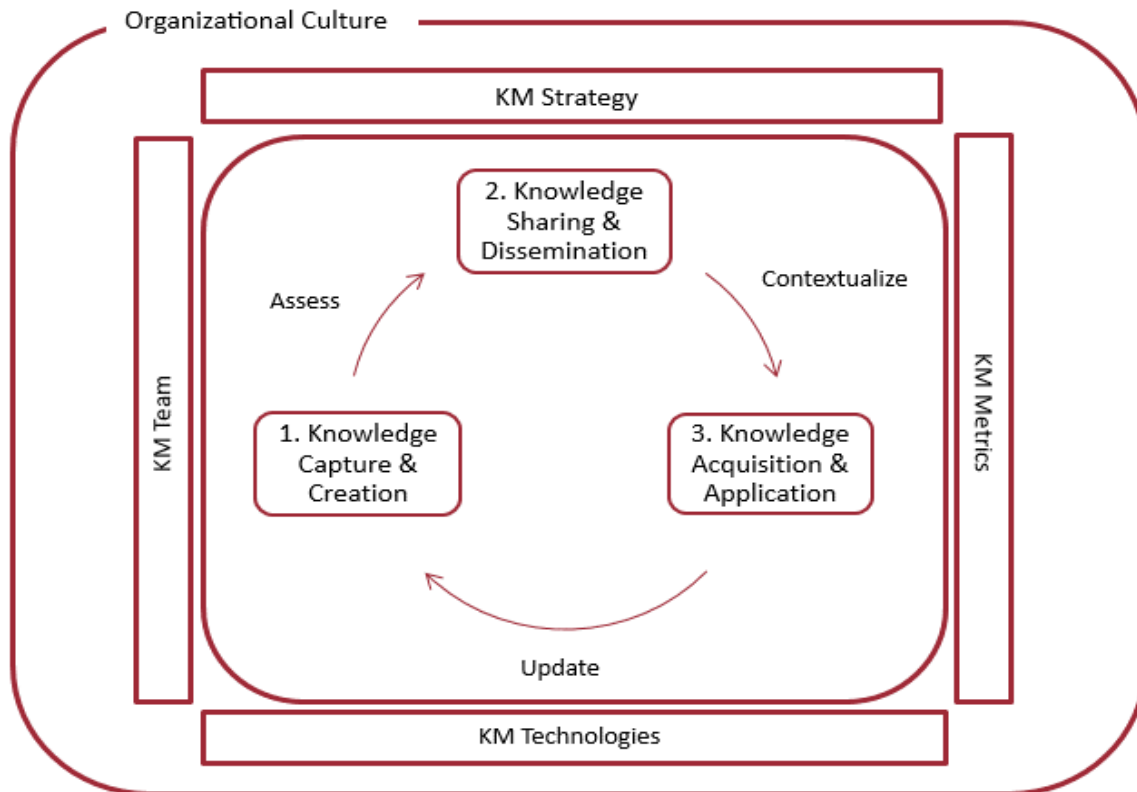 Organizational Culture
KM Strategy
2. Knowledge
Sharing &
Dissemination
Assess
Contextualize
KM Team
1. Knowledge
Capture &
Creation
3. Knowledge
Acquisition &
Application
KM Metrics
Update
KM Technologies